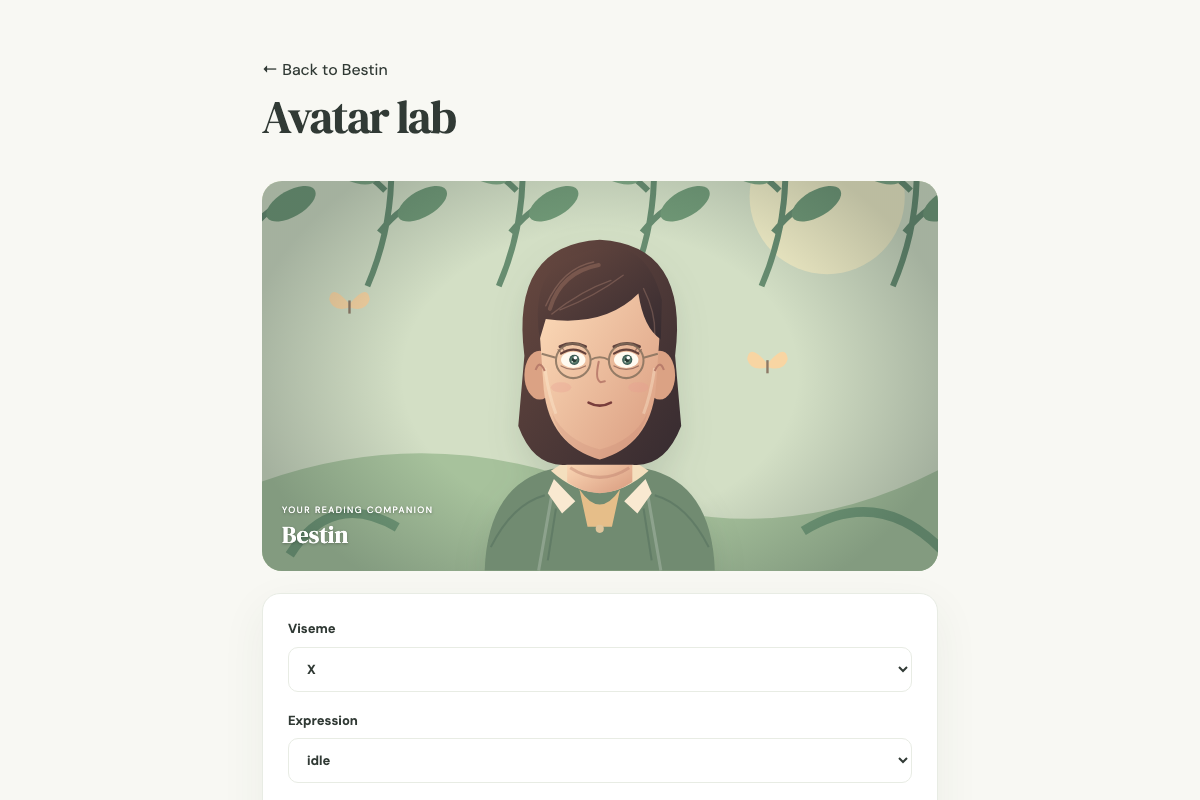 ← Back to Bestin
Avatar lab
YOUR READING COMPANION
Bestin
Viseme
X
Expression
idle